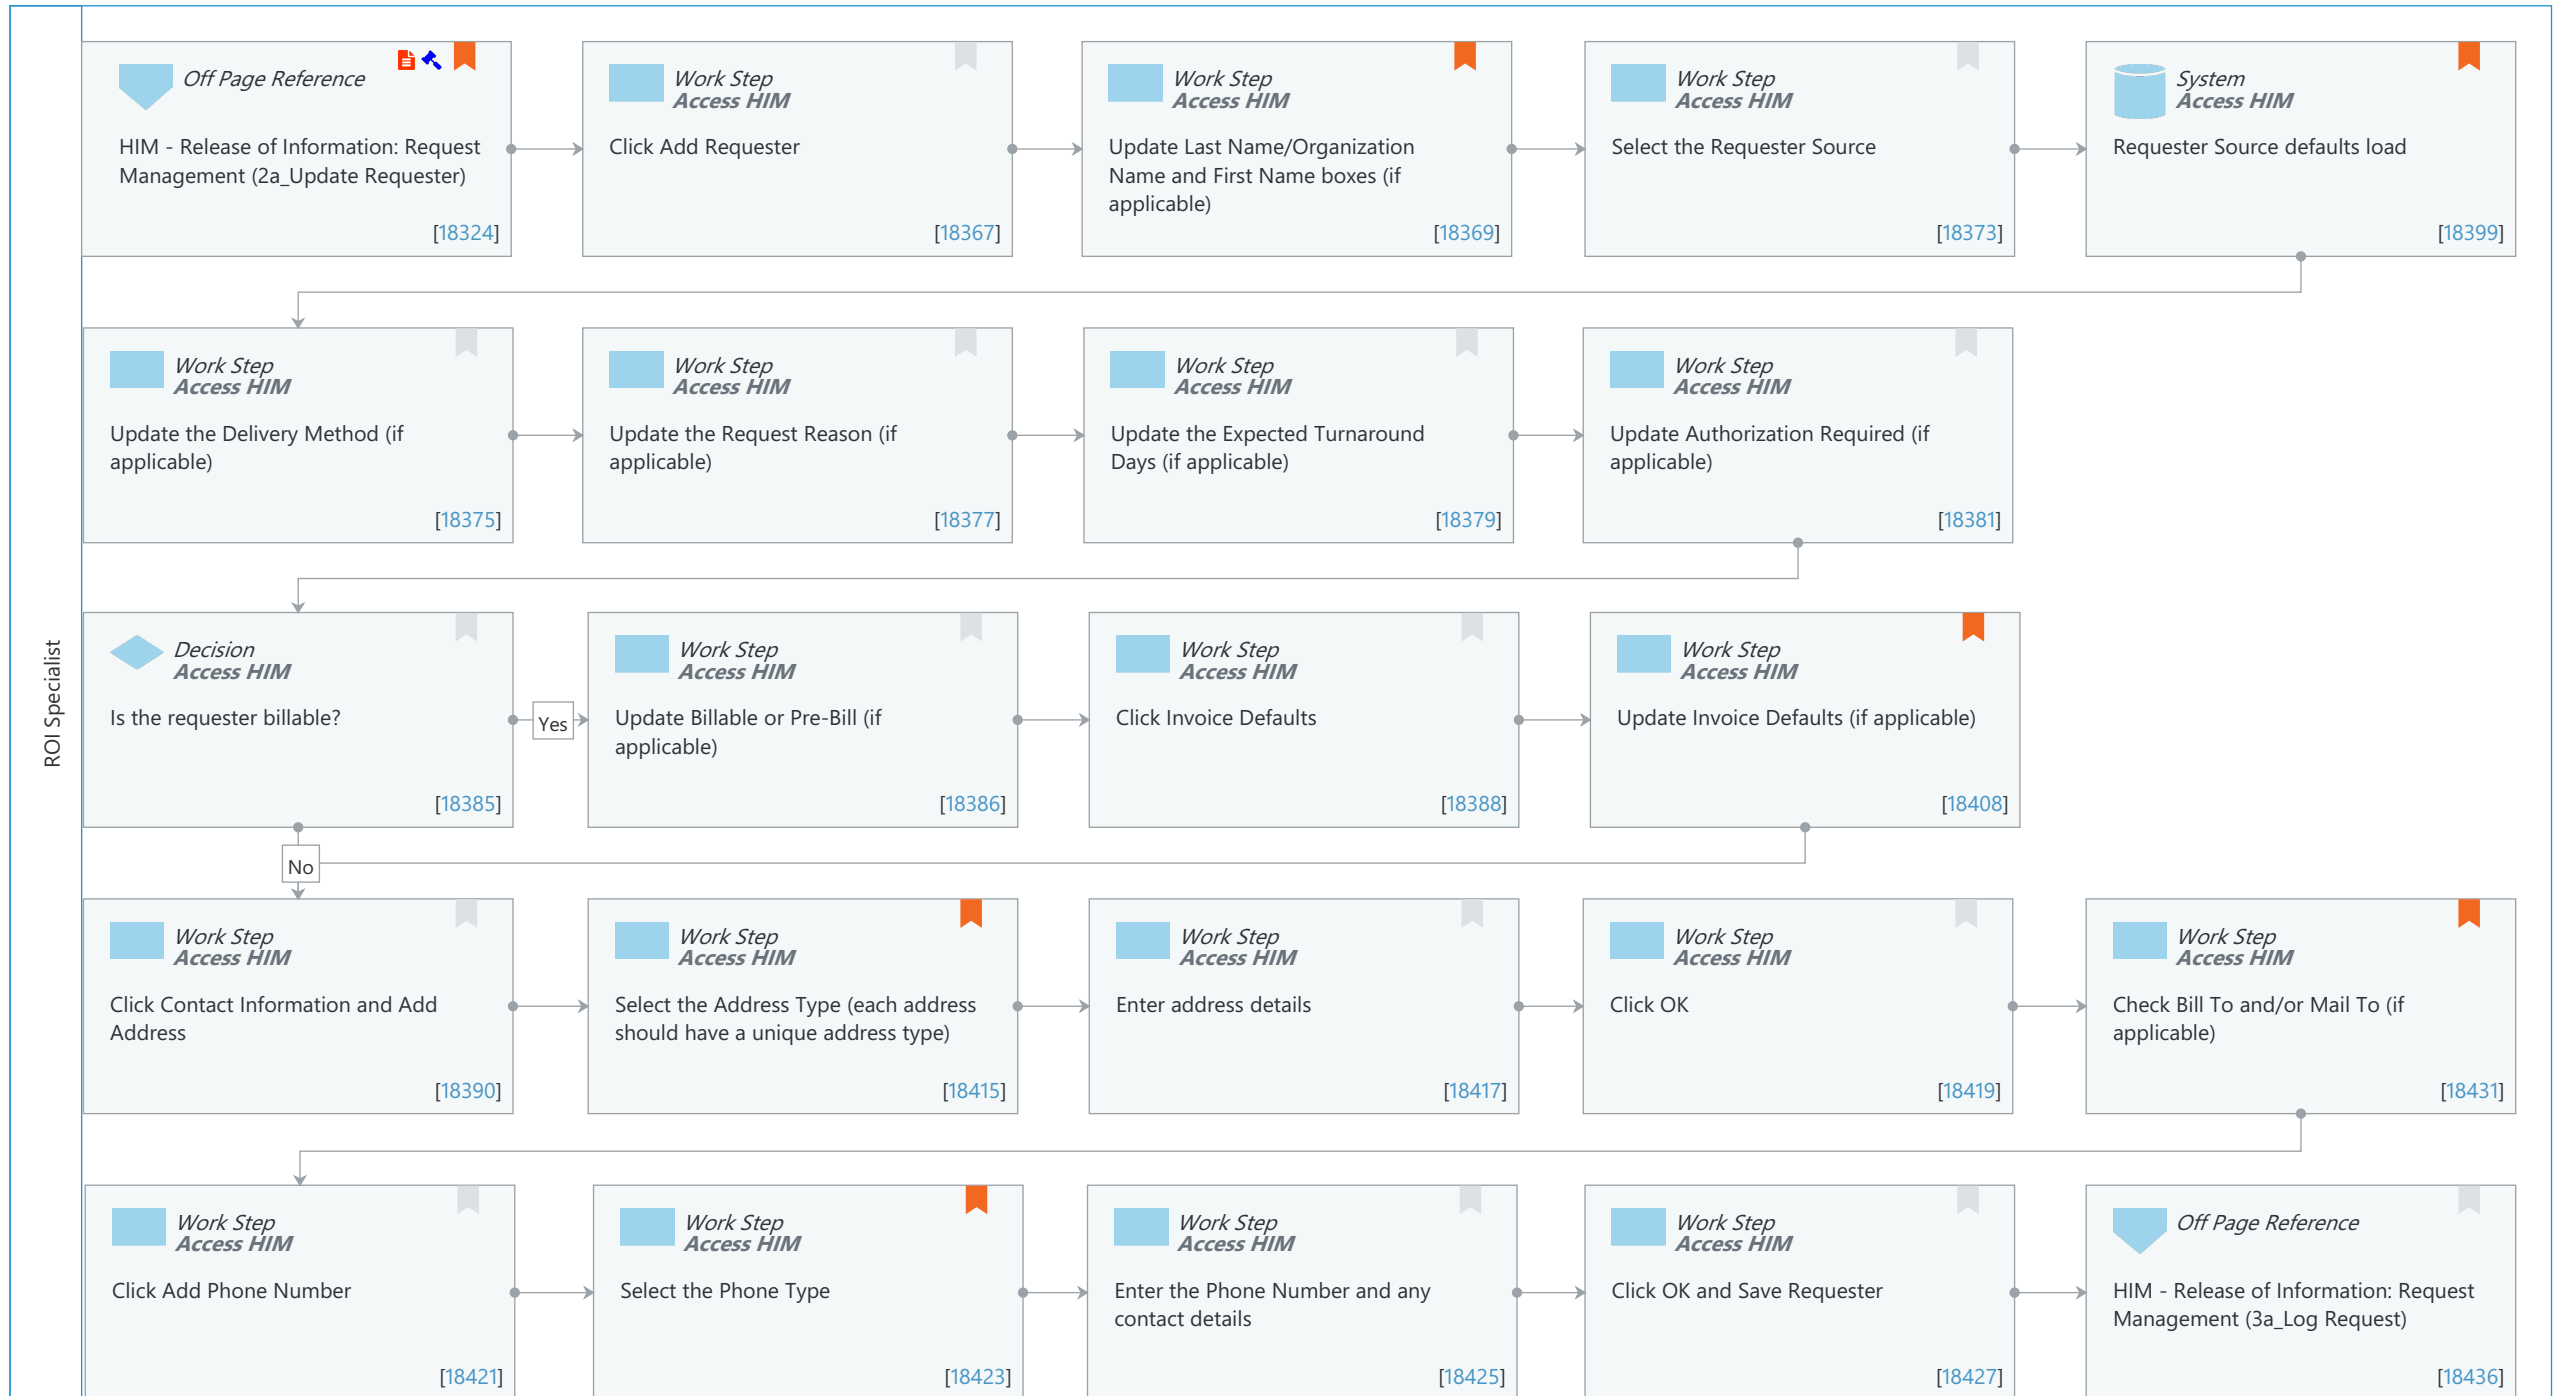 ROI Specialist
Off Page Reference
HIM - Release of Information: Request
Management (2a_Update Requester)
[18324]
Work Step
Access HIM
Click Add Requester
[18367]
Work Step
Access HIM
Update Last Name/Organization
Name and First Name boxes (if
applicable)
[18369]
Work Step
Access HIM
Select the Requester Source
[18373]
System
Access HIM
Requester Source defaults load
[18399]
Work Step
Access HIM
Update the Delivery Method (if
applicable)
[18375]
Work Step
Access HIM
Update the Request Reason (if
applicable)
[18377]
Work Step
Access HIM
Update the Expected Turnaround
Days (if applicable)
[18379]
Work Step
Access HIM
Update Authorization Required (if
applicable)
[18381]
Decision
Access HIM
Is the requester billable?
[18385]
Yes
Work Step
Access HIM
Update Billable or Pre-Bill (if
applicable)
[18386]
Work Step
Access HIM
Click Invoice Defaults
[18388]
Work Step
Access HIM
Update Invoice Defaults (if applicable)
[18408]
No
Work Step
Access HIM
Click Contact Information and Add
Address
[18390]
Work Step
Access HIM
Select the Address Type (each address
should have a unique address type)
[18415]
Work Step
Access HIM
Enter address details
[18417]
Work Step
Access HIM
Click OK
[18419]
Work Step
Access HIM
Check Bill To and/or Mail To (if
applicable)
[18431]
Work Step
Access HIM
Click Add Phone Number
[18421]
Work Step
Access HIM
Select the Phone Type
[18423]
Work Step
Access HIM
Enter the Phone Number and any
contact details
[18425]
Work Step
Access HIM
Click OK and Save Requester
[18427]
Off Page Reference
HIM - Release of Information: Request
Management (3a_Log Request)
[18436]